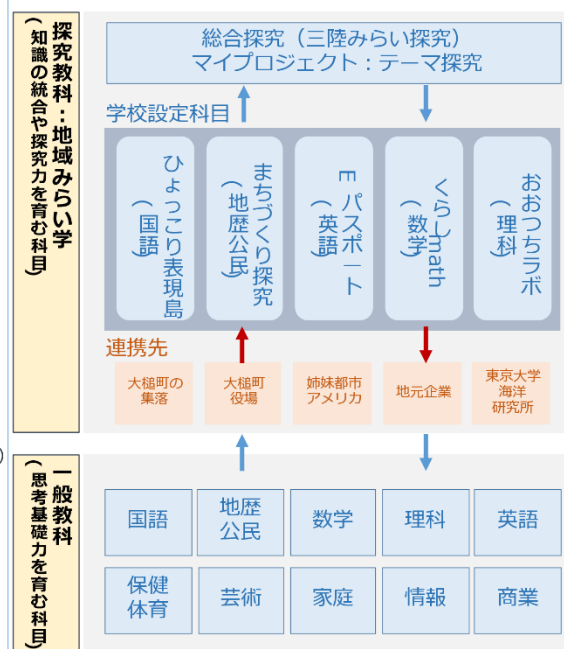 探究教科：地域みらい学
(知識の統合や探究力を育む科目)
総合探究（三陸みらい探究）
マイプロジェクト：テーマ探究
学校設定科目
ひょっこり表現島
(国語)
まちづくり探究
(地歴公民)
E パスポート
(英語)
くらしmath
(数学)
おおつちラボ
(理科)
連携先
大槌町の
集落
大槌町
役場
姉妹都市
アメリカ
地元企業
東京大学
海洋
研究所
)
一般教科
(思考基礎力を育む科目)
国語
地歴
公民
数学
理科
英語
保健
体育
芸術
家庭
情報
商業